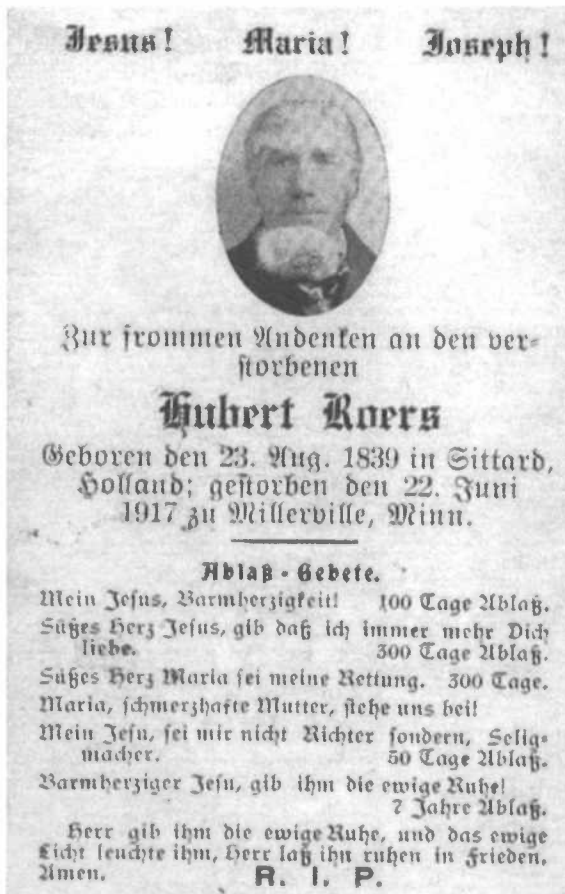 Jesus! Maria! Joseph!
Zur frommen Andenken an den ver-
storbenen
Hubert Roers
Geboren den 23. Aug. 1839 in Sittard,
Holland; gestorben den 22. Juni
1917 zu Millerville, Minn.
Ablaß-Gebete.
Mein Jesus, Barmherzigkeit! 100 Tage Ablaß.
Süßes Herz Jesus, gib daß ich immer mehr Dich
liebe. 300 Tage Ablaß.
Süßes Herz Maria sei meine Rettung. 300 Tage.
Maria, schmerzhafte Mutter, stehe uns bei!
Mein Jesu, sei mir nicht Richter sondern, Selig-
macher. 50 Tage Ablaß.
Barmherziger Jesu, gib ihm die ewige Ruhe!
7 Jahre Ablaß.
Herr gib ihm die ewige Ruhe, und das ewige
Licht leuchte ihm, Herr laß ihn ruhen in Frieden.
Amen. R. I. P.